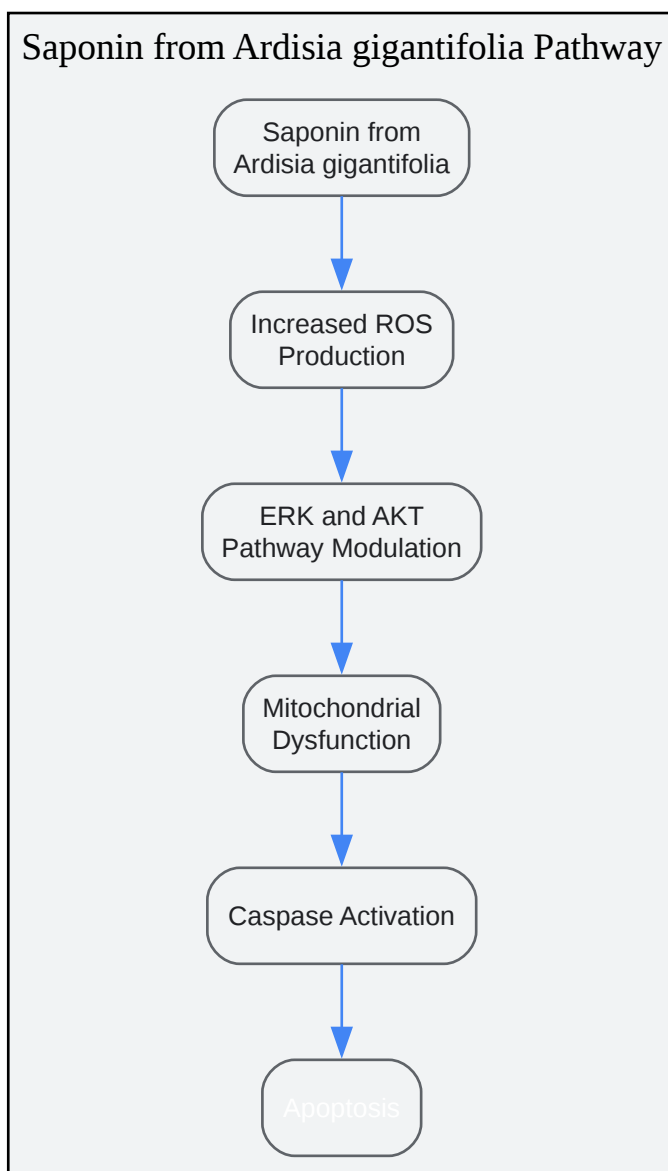 Saponin from Ardisia gigantifolia Pathway
Saponin from
Ardisia gigantifolia
Increased ROS
Production
ERK and AKT
Pathway Modulation
Mitochondrial
Dysfunction
Caspase Activation
Apoptosis